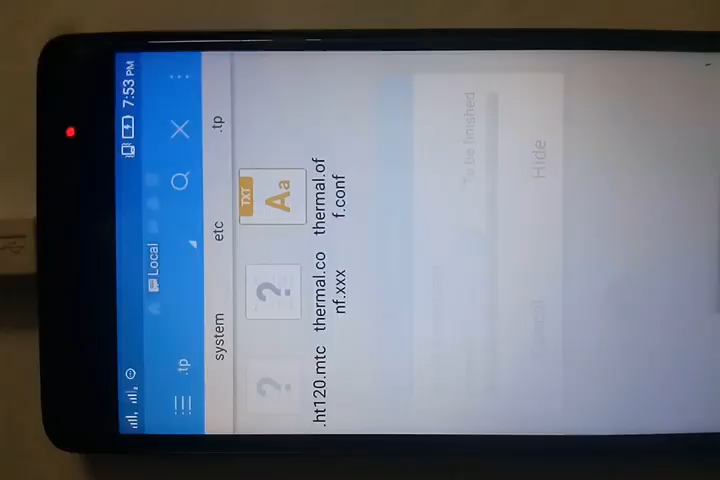 7:53 PM
Local
.tp
system
etc
.tp
.ht120.mtc
thermal.co
nf.xxx
TXT
Aa
thermal.of
f.conf
To be finished
Hide